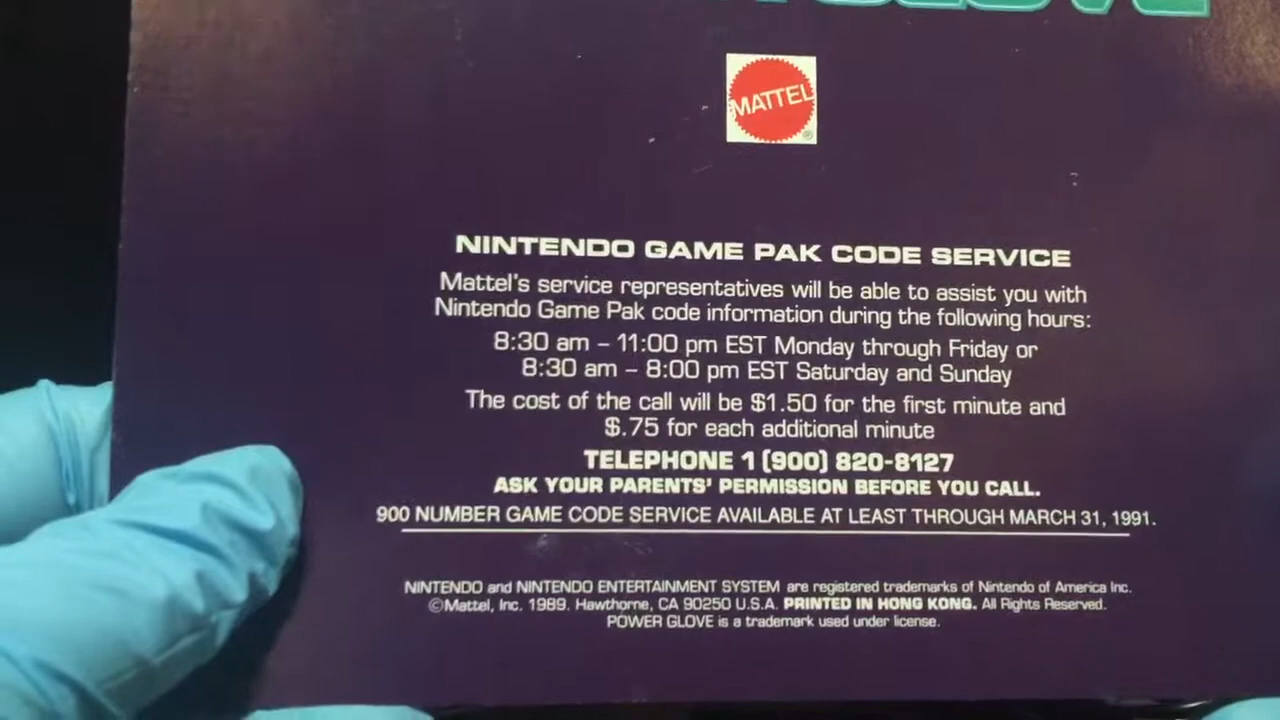 MATTEL
®
NINTENDO GAME PAK CODE SERVICE
Mattel's service representatives will be able to assist you with
Nintendo Game Pak code information during the following hours:
8:30 am – 11:00 pm EST Monday through Friday or
8:30 am – 8:00 pm EST Saturday and Sunday
The cost of the call will be $1.50 for the first minute and
$.75 for each additional minute
TELEPHONE 1 (900) 820-8127
ASK YOUR PARENTS' PERMISSION BEFORE YOU CALL.
900 NUMBER GAME CODE SERVICE AVAILABLE AT LEAST THROUGH MARCH 31, 1991.
NINTENDO and NINTENDO ENTERTAINMENT SYSTEM are registered trademarks of Nintendo of America Inc.
©Mattel, Inc. 1989. Hawthorne, CA 90250 U.S.A. PRINTED IN HONG KONG. All Rights Reserved.
POWER GLOVE is a trademark used under license.